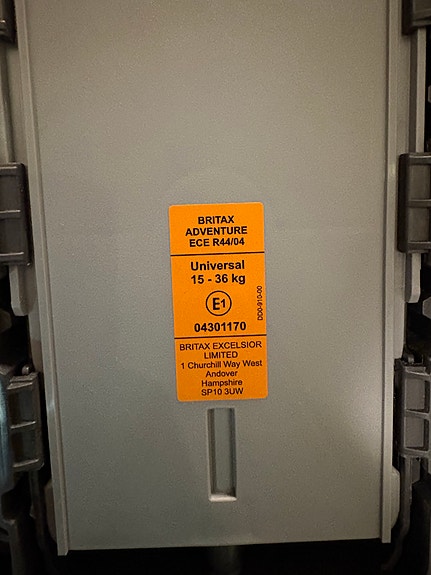 BRITAX
ADVENTURE
ECE R44/04
Universal
15 - 36 kg
E1
04301170
DD0-910-00
BRITAX EXCELSIOR
LIMITED
1 Churchill Way West
Andover
Hampshire
SP10 3UW